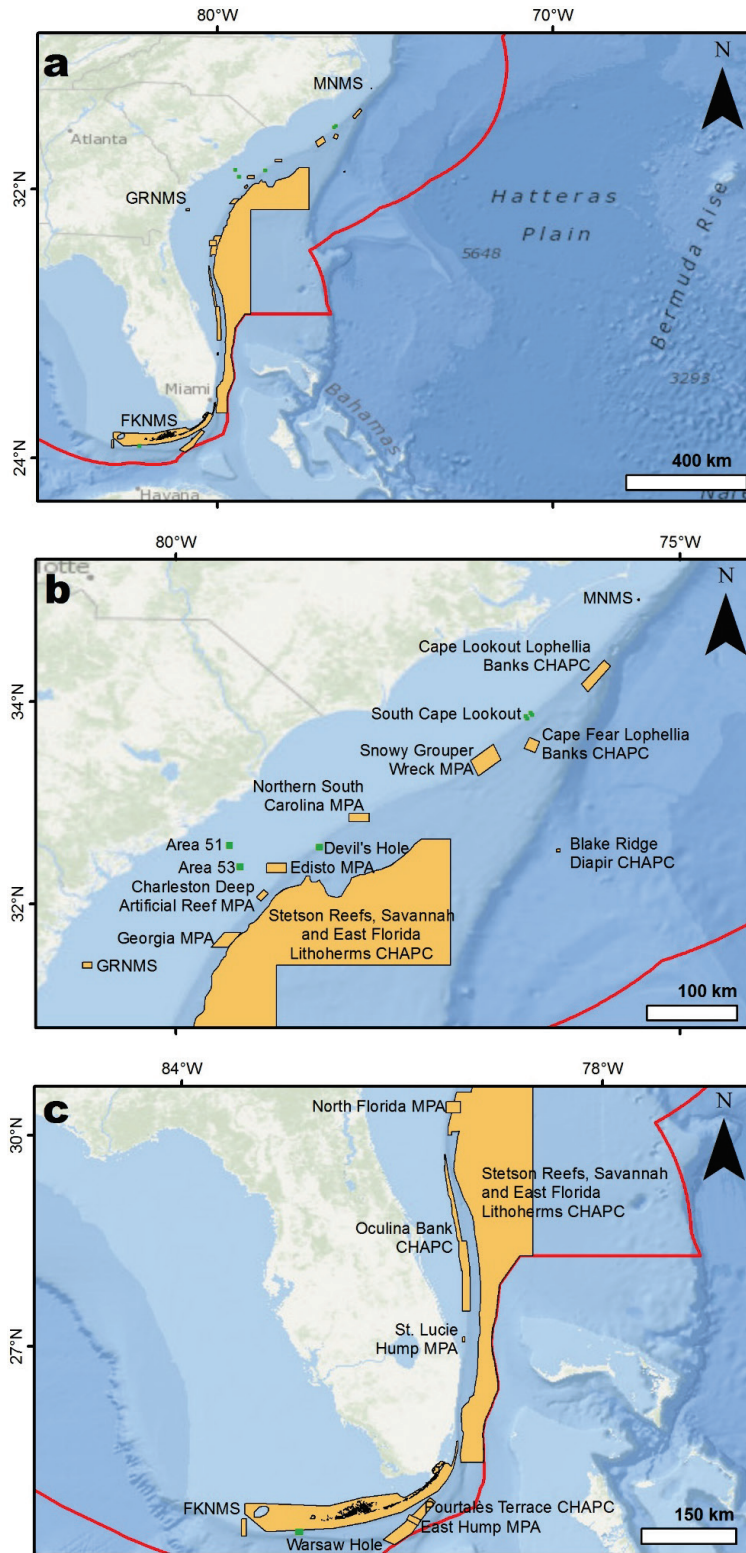 80°W
70°W
a
N
MNMS
Atlanta
32°N
GRNMS
Hatteras
Plain
5648
Bermuda Rise
3293
Miami
Bahamas
FKNMS
24°N
Havana
400 km
80°W
75°W
b
N
MNMS
Cape Lookout Lophellia
Banks CHAPC
34°N
South Cape Lookout
Cape Fear Lophellia
Banks CHAPC
Snowy Grouper
Wreck MPA
Northern South
Carolina MPA
Area 51
Devil's Hole
Blake Ridge
Diapir CHAPC
Area 53
Edisto MPA
Charleston Deep
Artificial Reef MPA
32°N
Stetson Reefs, Savannah
and East Florida
Lithoherms CHAPC
Georgia MPA
GRNMS
100 km
84°W
78°W
c
N
North Florida MPA
30°N
Stetson Reefs, Savannah
and East Florida
Lithoherms CHAPC
Oculina Bank
CHAPC
St. Lucie
Hump MPA
27°N
FKNMS
Pourtales Terrace CHAPC
East Hump MPA
Warsaw Hole
150 km